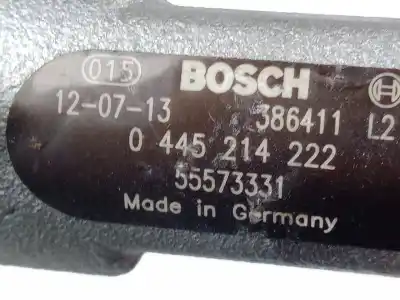 015 BOSCH
12-07-13 386411 L2
0 445 214 222
55573331
Made in Germany